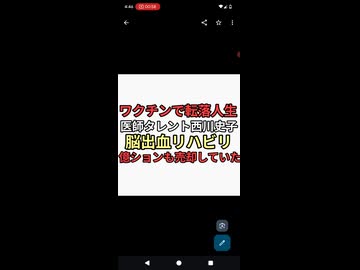 4:46
00:08
ワクチンで転落人生
医師タレント西川史子
脳出血リハビリ
億ションも売却していた